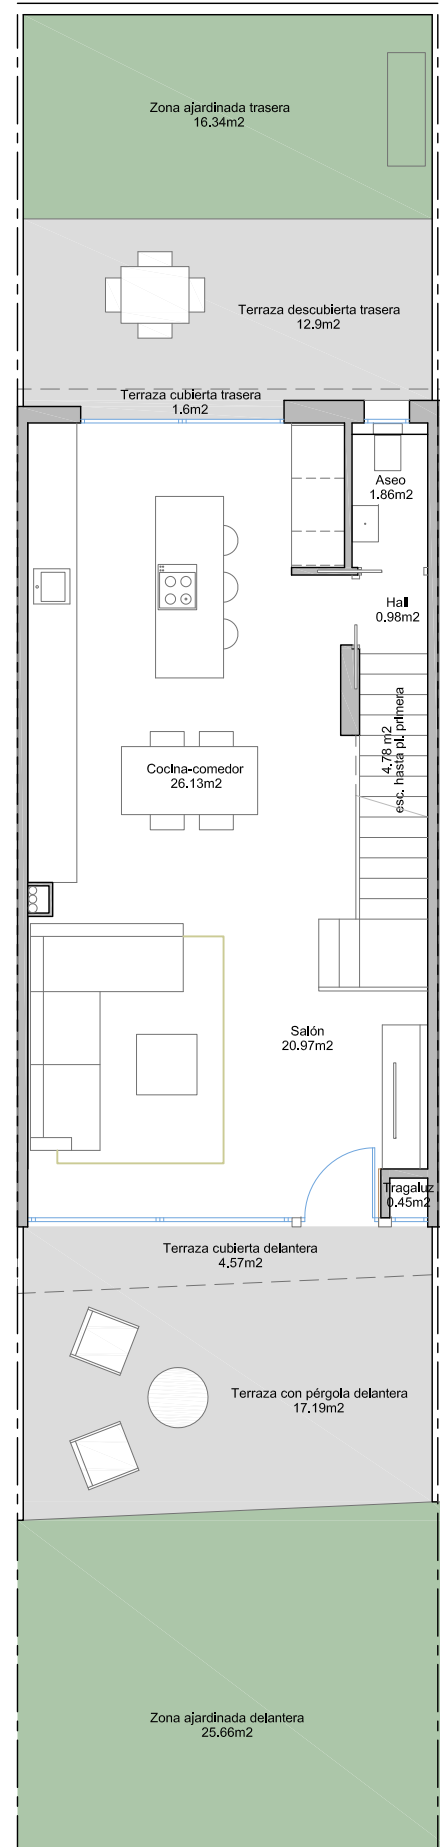 Zona ajardinada trasera
16.34m2
Terraza descubierta trasera
12.9m2
Terraza cubierta trasera
1.6m2
Aseo
1.86m2
Hall
0.98m2
4.78 m2
esc. hasta pl. primera
Cocina-comedor
26.13m2
Salón
20.97m2
Tragaluz
0.45m2
Terraza cubierta delantera
4.57m2
Terraza con pérgola delantera
17.19m2
Zona ajardinada delantera
25.66m2